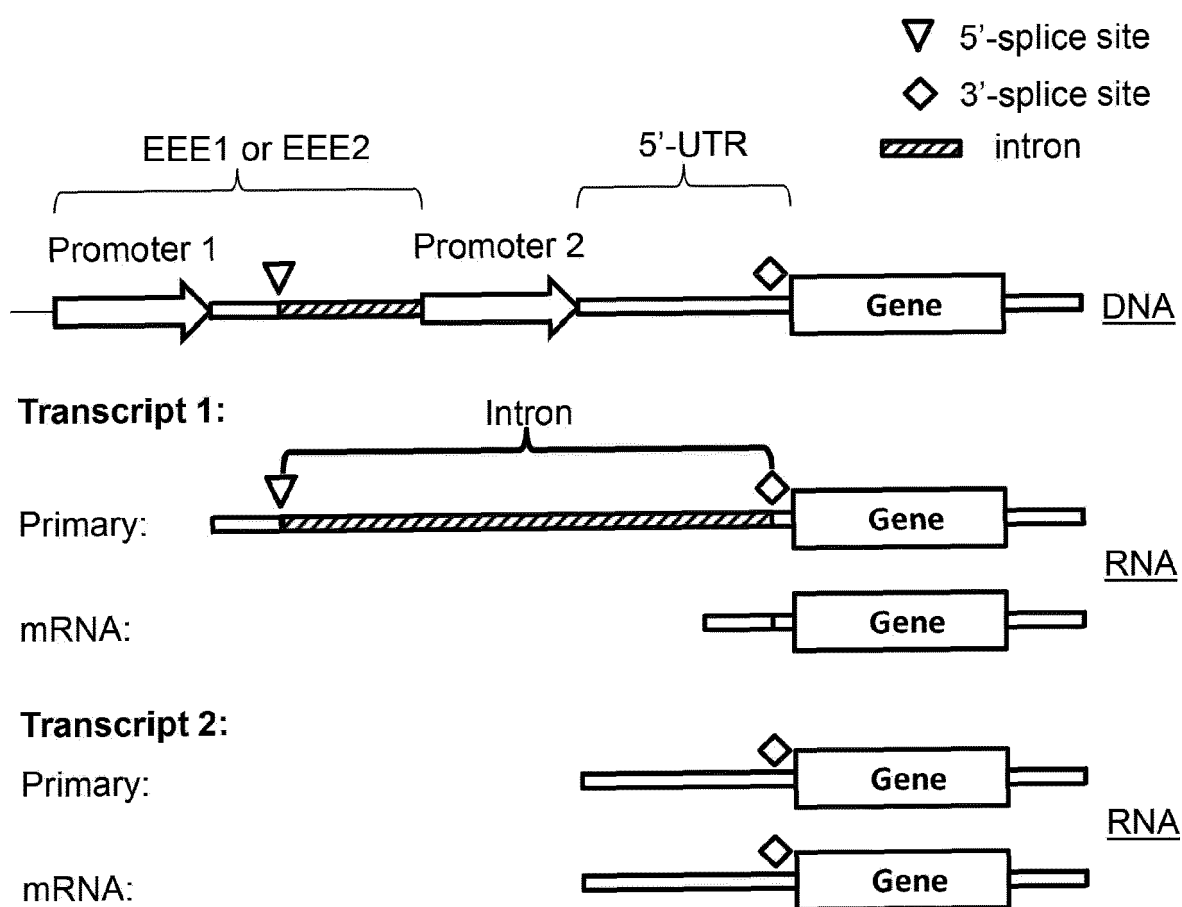 5’-splice site
3’-splice site
intron
EEE1 or EEE2
5’-UTR
Promoter 1
Promoter 2
Gene
DNA
Transcript 1:
Intron
Primary:
Gene
RNA
mRNA:
Gene
Transcript 2:
Primary:
Gene
RNA
mRNA:
Gene